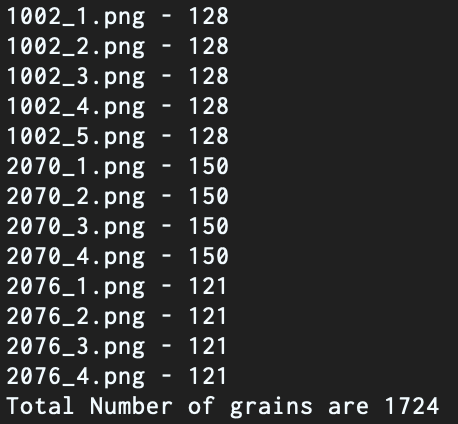 1002_1.png - 128
1002_2.png - 128
1002_3.png - 128
1002_4.png - 128
1002_5.png - 128
2070_1.png - 150
2070_2.png - 150
2070_3.png - 150
2070_4.png - 150
2076_1.png - 121
2076_2.png - 121
2076_3.png - 121
2076_4.png - 121
Total Number of grains are 1724